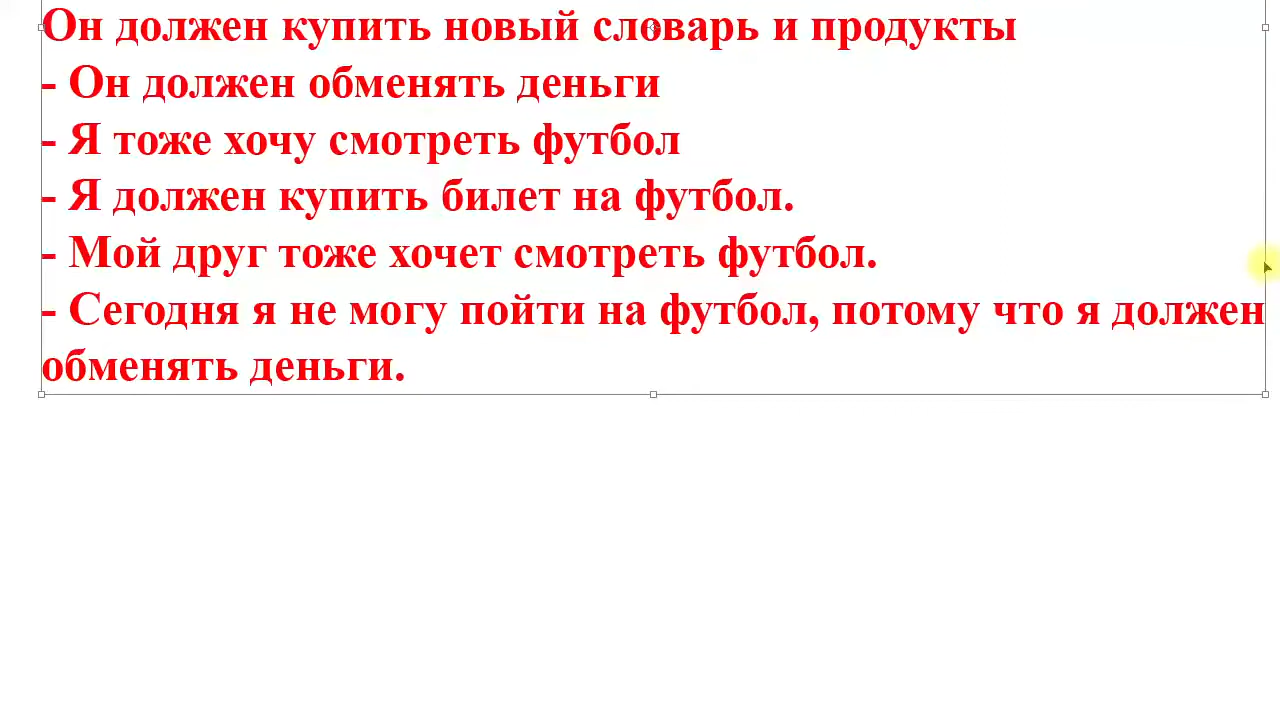 Он должен купить новый словарь и продукты
- Он должен обменять деньги
- Я тоже хочу смотреть футбол
- Я должен купить билет на футбол.
- Мой друг тоже хочет смотреть футбол.
- Сегодня я не могу пойти на футбол, потому что я должен
обменять деньги.